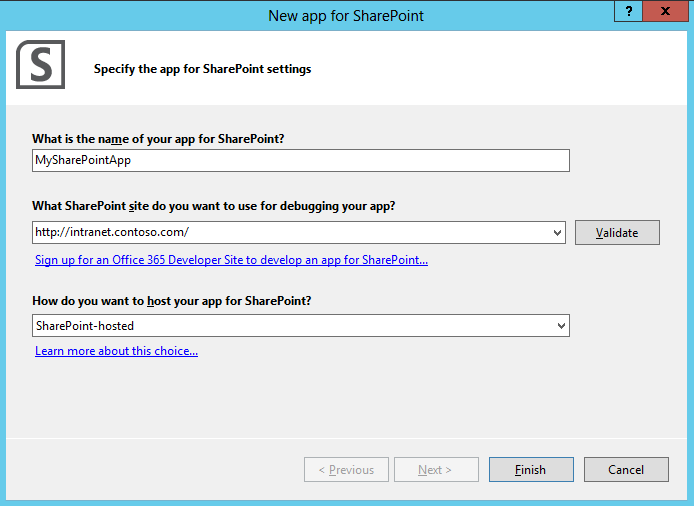 New app for SharePoint
?
x
S
Specify the app for SharePoint settings
What is the name of your app for SharePoint?
MySharePointApp
What SharePoint site do you want to use for debugging your app?
http://intranet.contoso.com/
Validate
Sign up for an Office 365 Developer Site to develop an app for SharePoint...
How do you want to host your app for SharePoint?
SharePoint-hosted
Learn more about this choice...
< Previous
Next >
Finish
Cancel